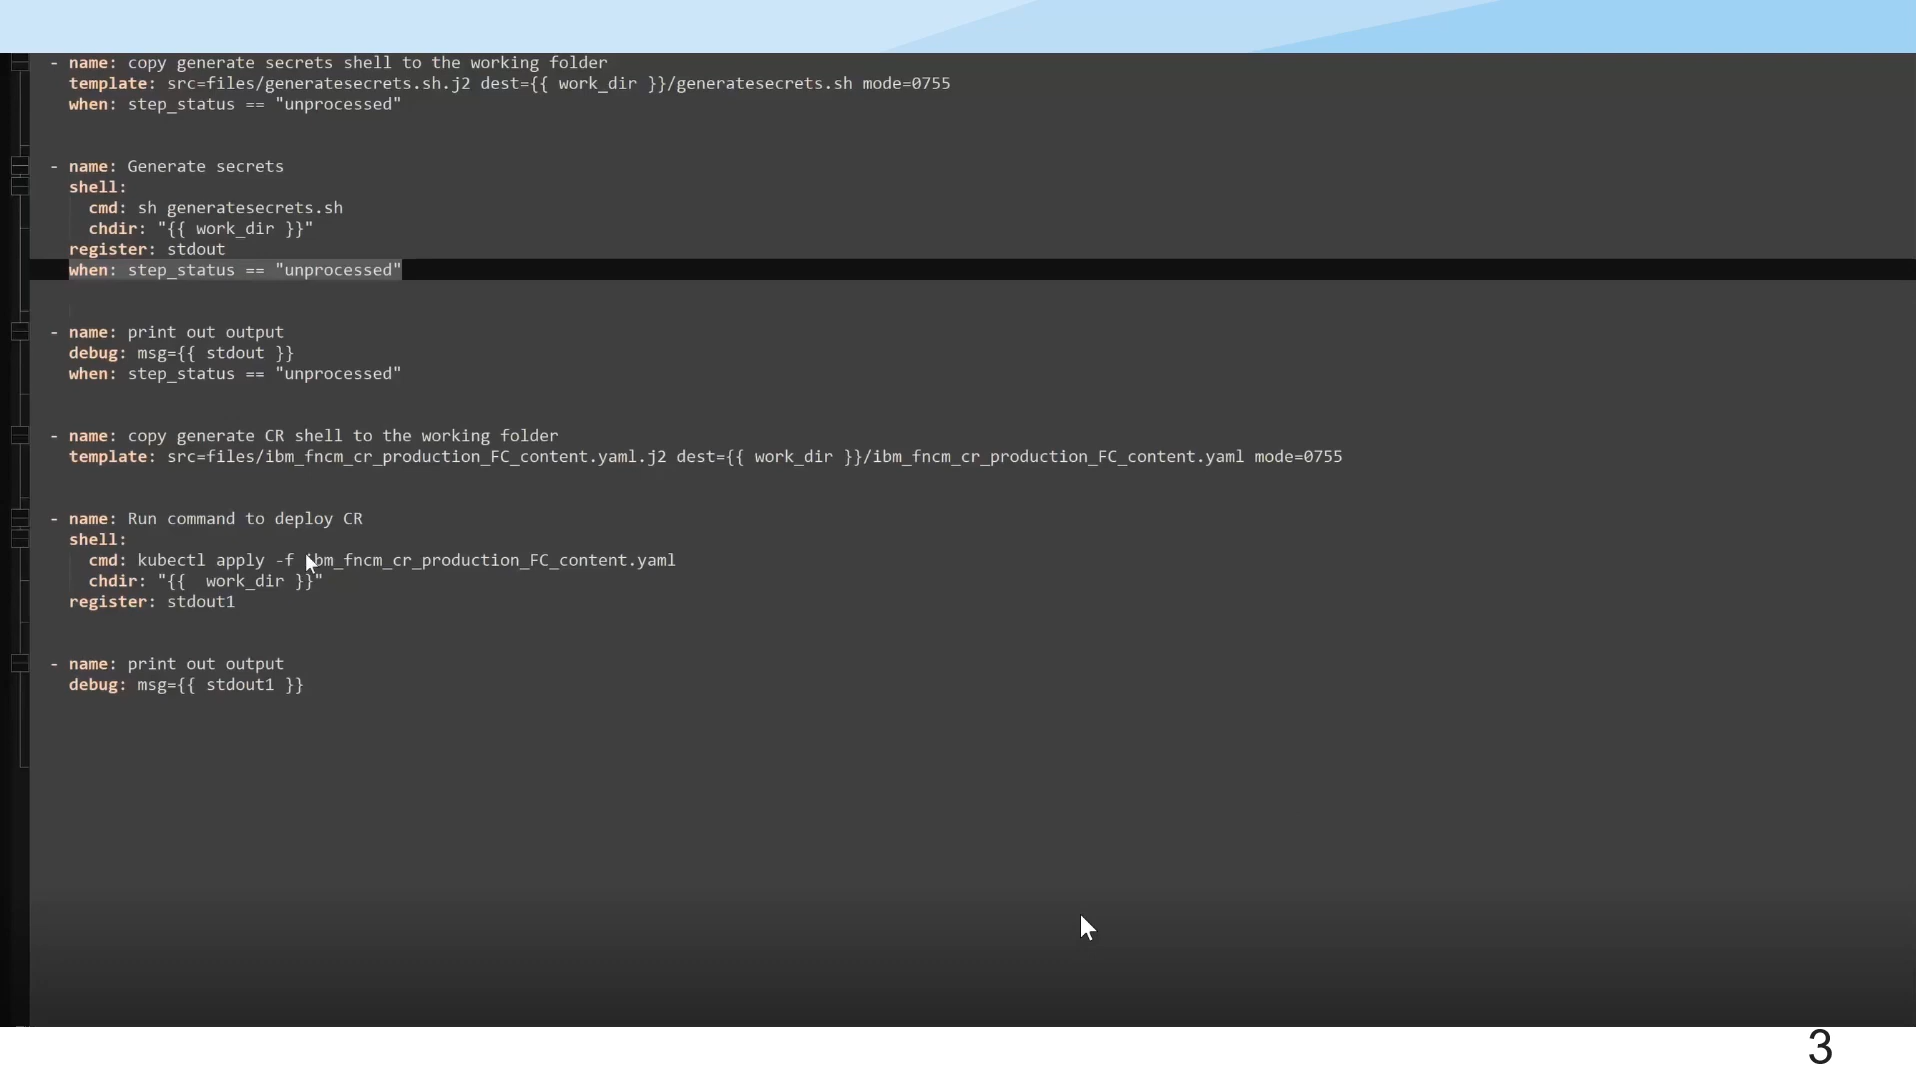 - name: copy generate secrets shell to the working folder
template: src=files/generatesecrets.sh.j2 dest={{ work_dir }}/generatesecrets.sh mode=0755
when: step_status == "unprocessed"
- name: Generate secrets
shell:
cmd: sh generatesecrets.sh
chdir: "{{ work_dir }}"
register: stdout
when: step_status == "unprocessed"
- name: print out output
debug: msg={{ stdout }}
when: step_status == "unprocessed"
- name: copy generate CR shell to the working folder
template: src=files/ibm_fncm_cr_production_FC_content.yaml.j2 dest={{ work_dir }}/ibm_fncm_cr_production_FC_content.yaml mode=0755
- name: Run command to deploy CR
shell:
cmd: kubectl apply -f ibm_fncm_cr_production_FC_content.yaml
chdir: "{{  work_dir }}"
register: stdout1
- name: print out output
debug: msg={{ stdout1 }}
3